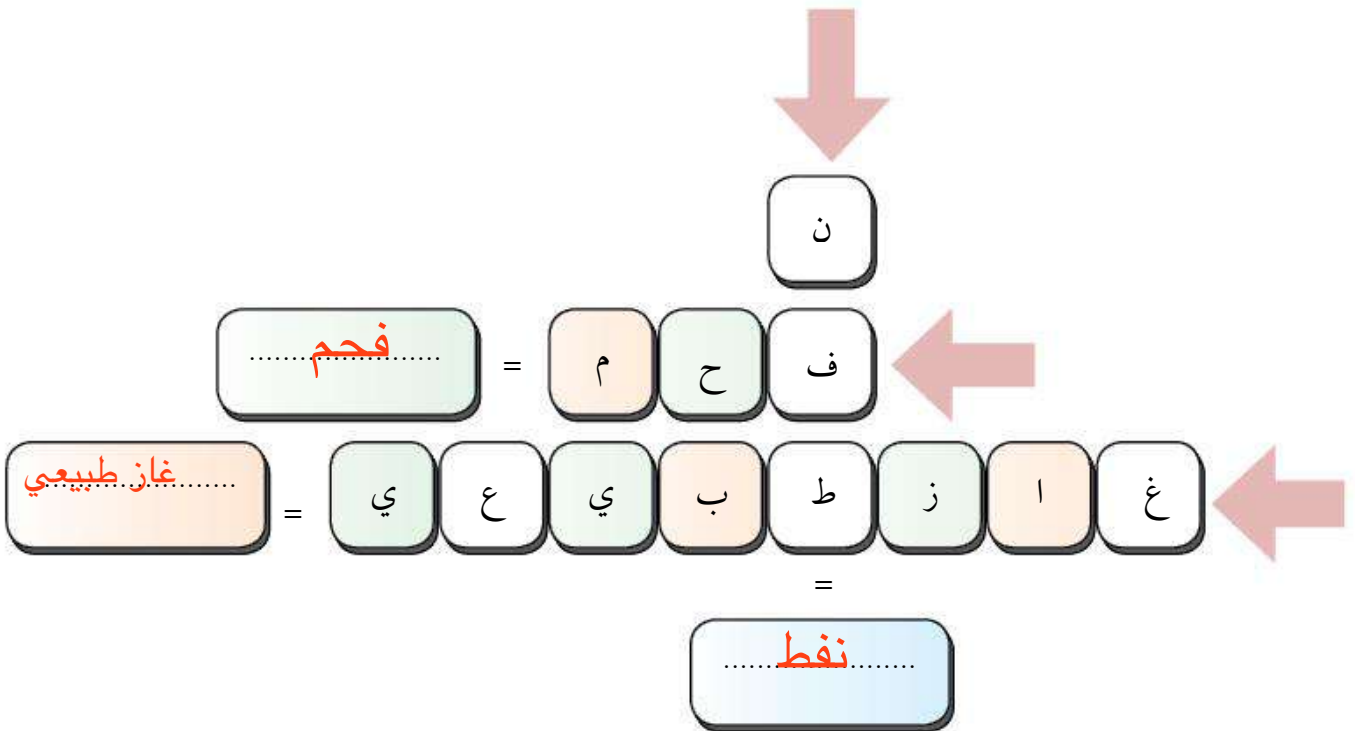 ن
ف ح م = فحم
غ ا ز ط ب ي ع ي = غاز طبيعي
=
نفط